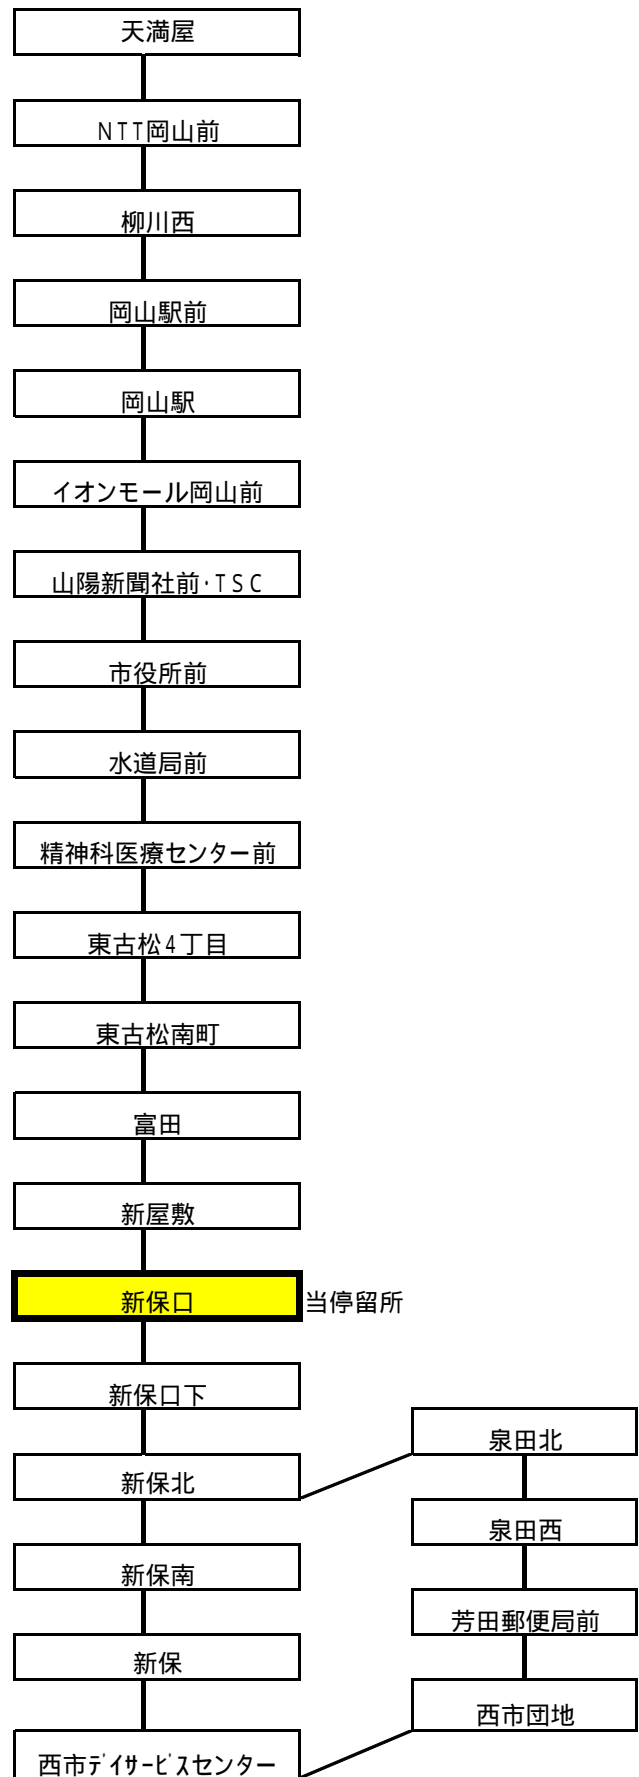 天満屋
NTT岡山前
柳川西
岡山駅前
岡山駅
イオンモール岡山前
山陽新聞社前・TSC
市役所前
水道局前
精神科医療センター前
東古松4丁目
東古松南町
富田
新屋敷
新保口 当停留所
新保口下
泉田北
新保北
泉田西
新保南
芳田郵便局前
新保
西市団地
西市ﾃﾞｲｻｰﾋﾞｽセンター